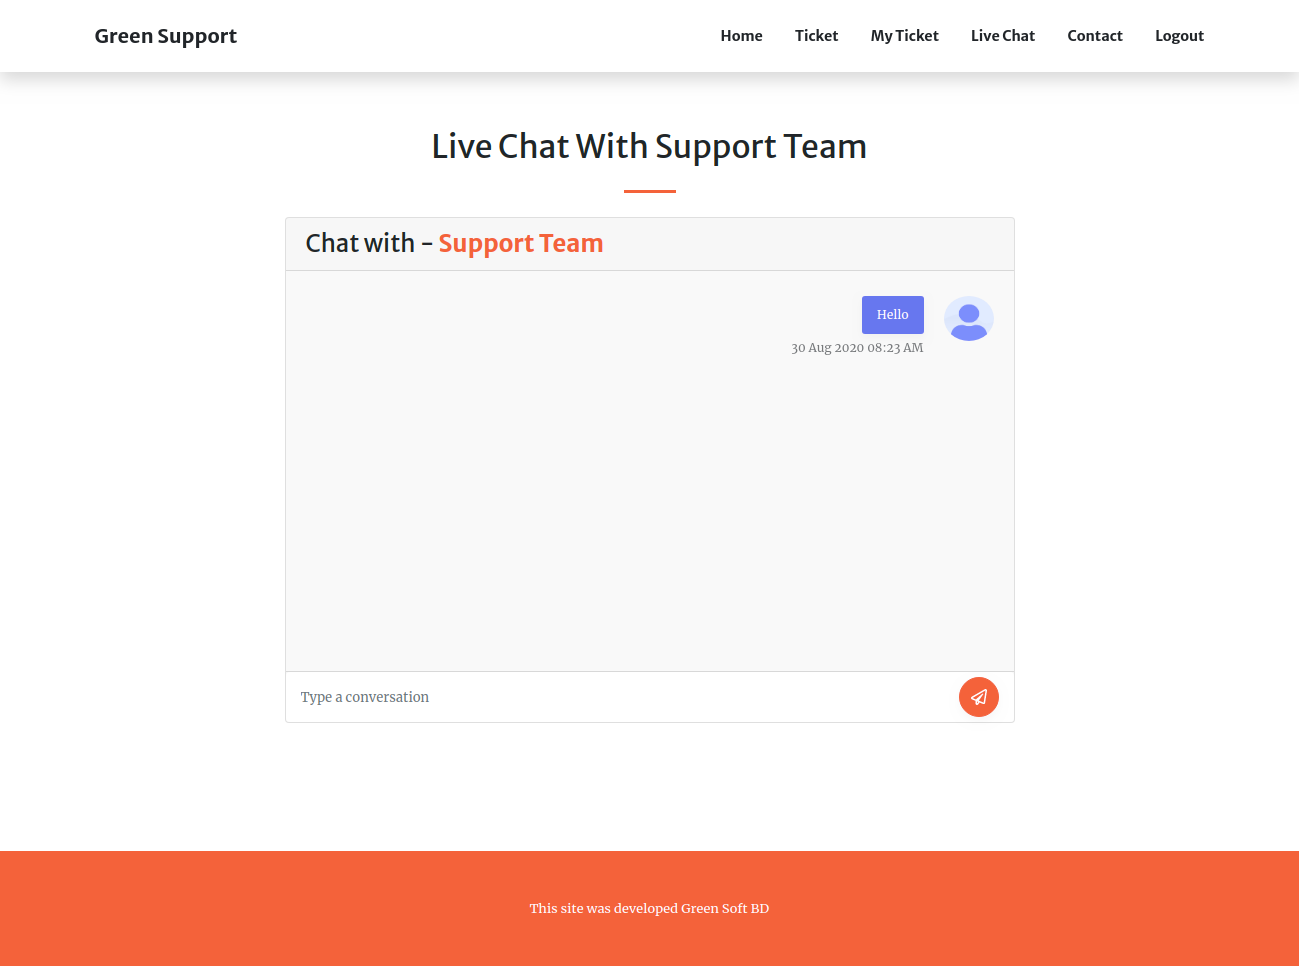 Green Support
Home
Ticket
My Ticket
Live Chat
Contact
Logout
Live Chat With Support Team
Chat with - Support Team
Hello
30 Aug 2020 08:23 AM
Type a conversation
This site was developed Green Soft BD